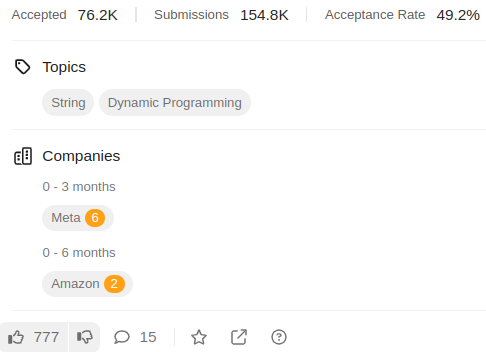 Accepted 76.2K Submissions 154.8K Acceptance Rate 49.2%
Topics
String Dynamic Programming
Companies
0 - 3 months
Meta 6
0 - 6 months
Amazon 2
777 15